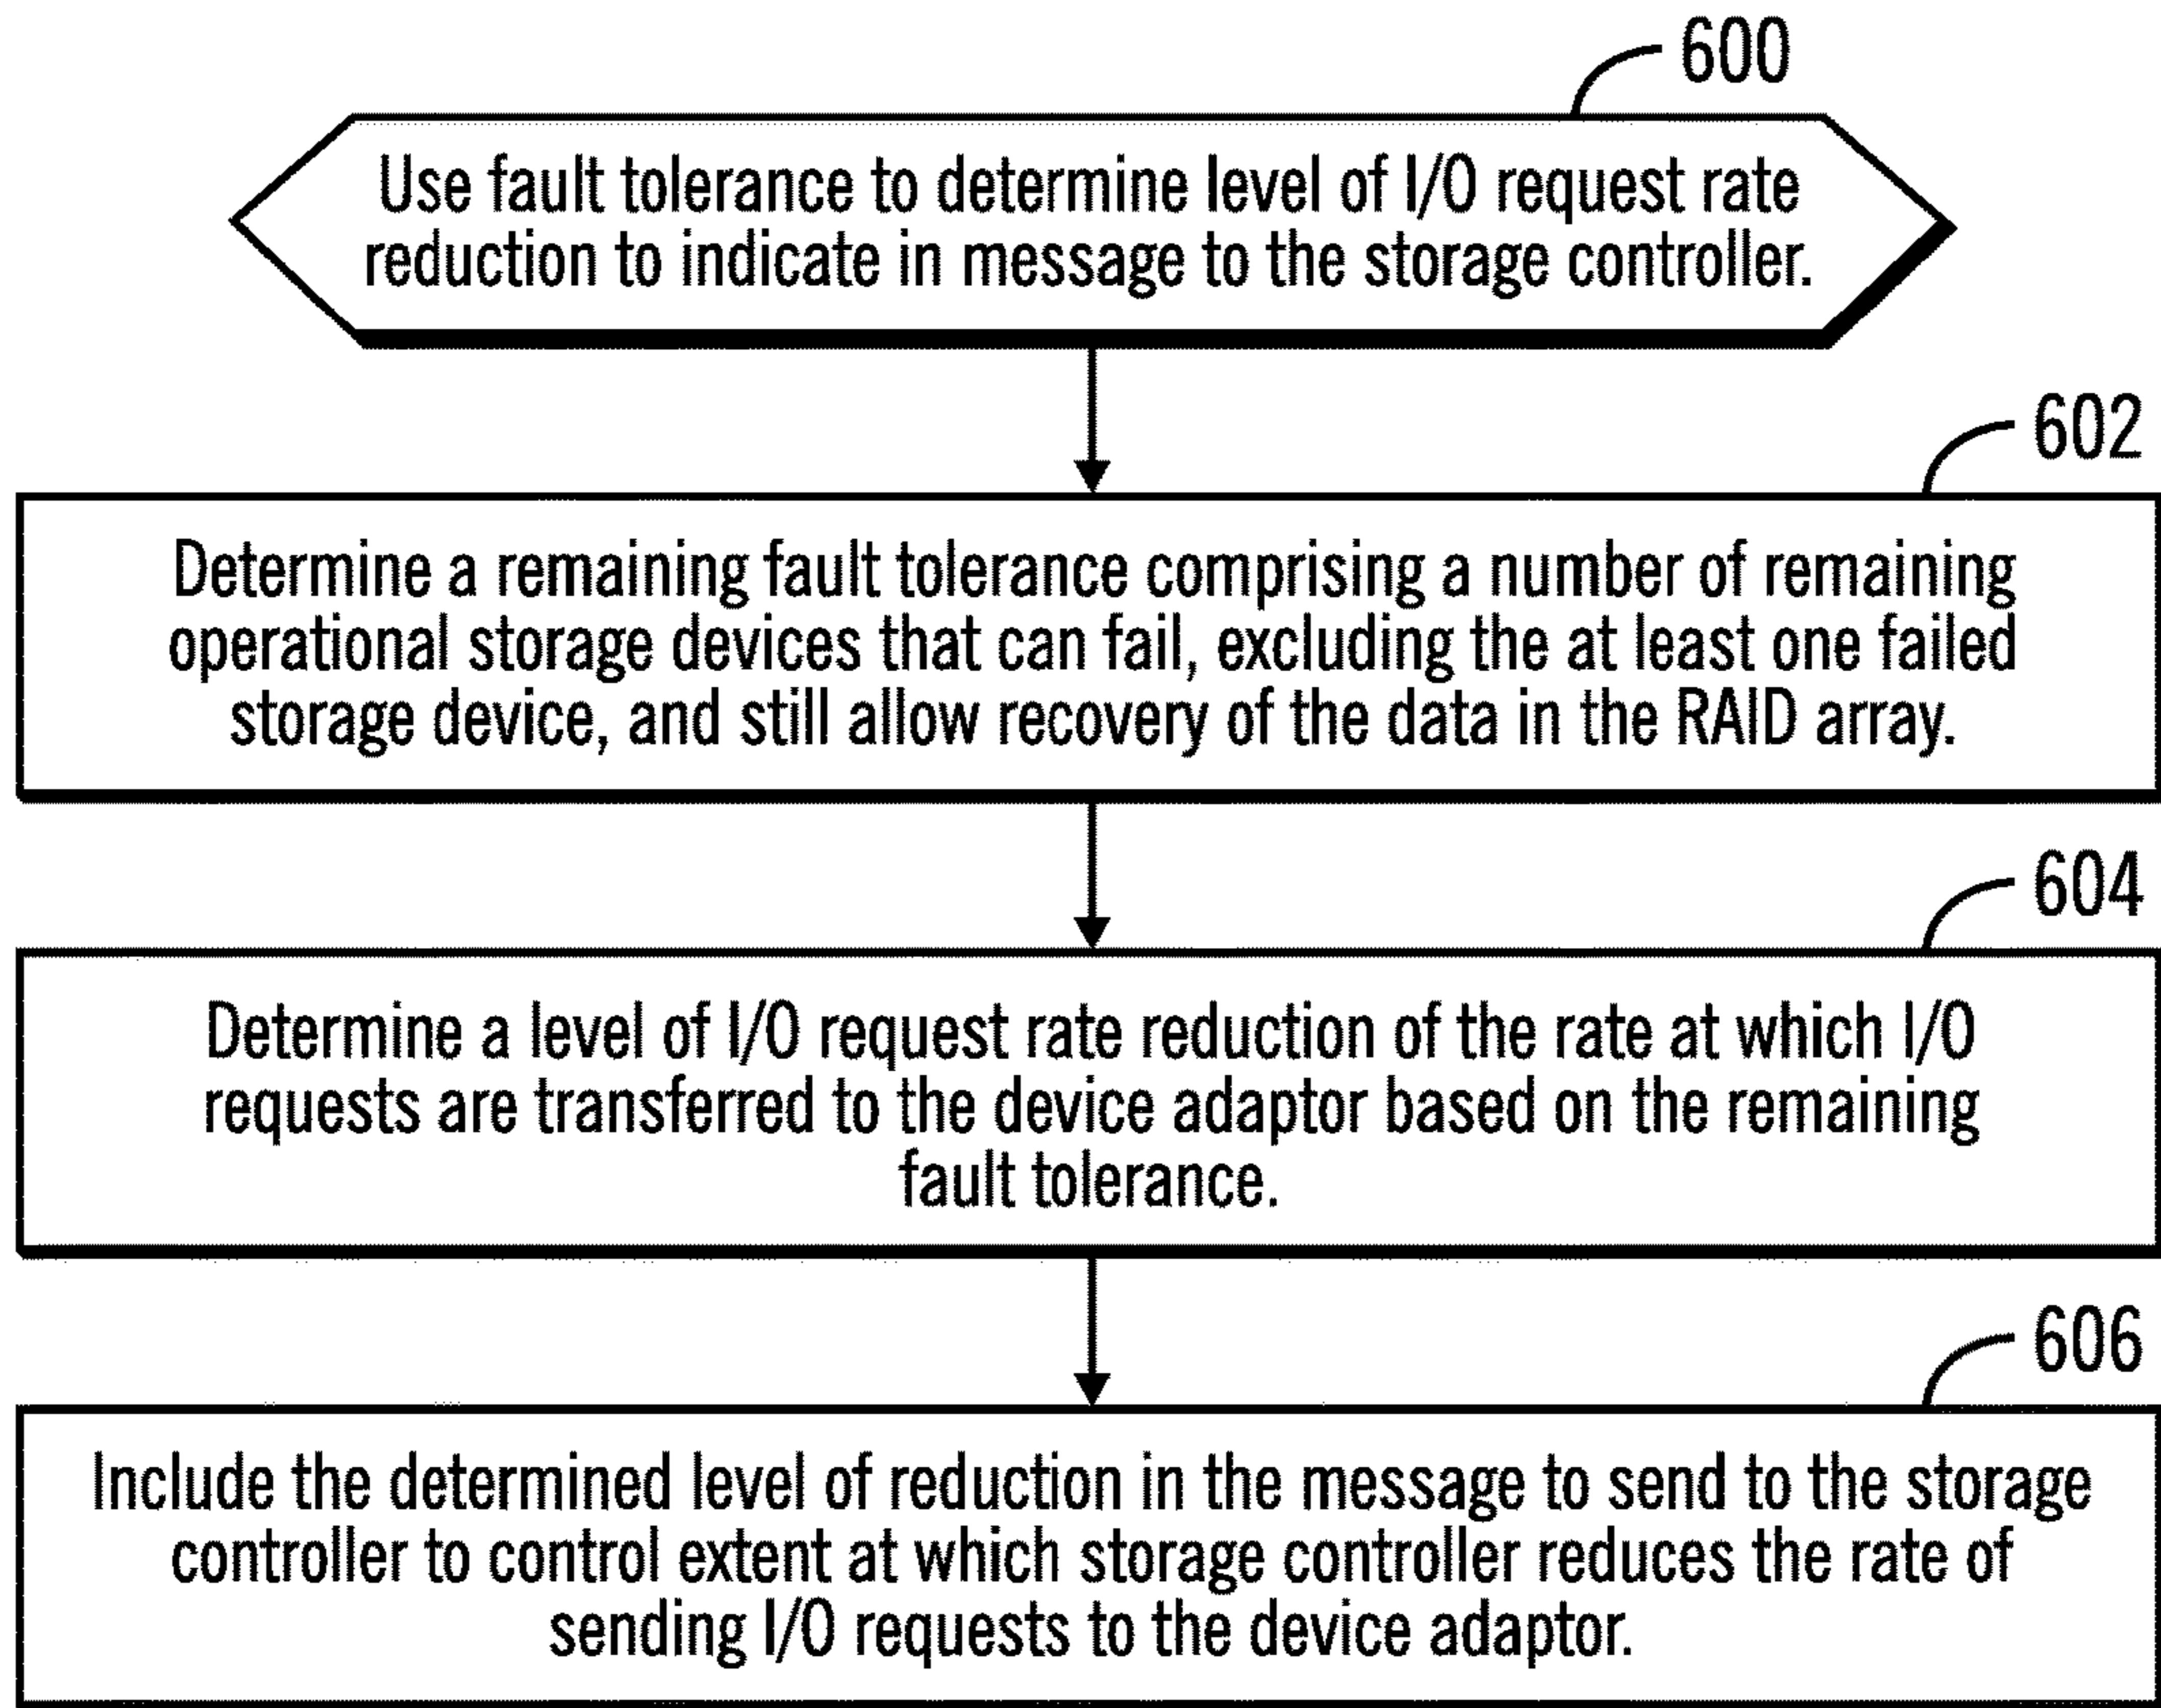 600
Use fault tolerance to determine level of I/O request rate
reduction to indicate in message to the storage controller.
602
Determine a remaining fault tolerance comprising a number of remaining
operational storage devices that can fail, excluding the at least one failed
storage device, and still allow recovery of the data in the RAID array.
604
Determine a level of I/O request rate reduction of the rate at which I/O
requests are transferred to the device adaptor based on the remaining
fault tolerance.
606
Include the determined level of reduction in the message to send to the storage
controller to control extent at which storage controller reduces the rate of
sending I/O requests to the device adaptor.